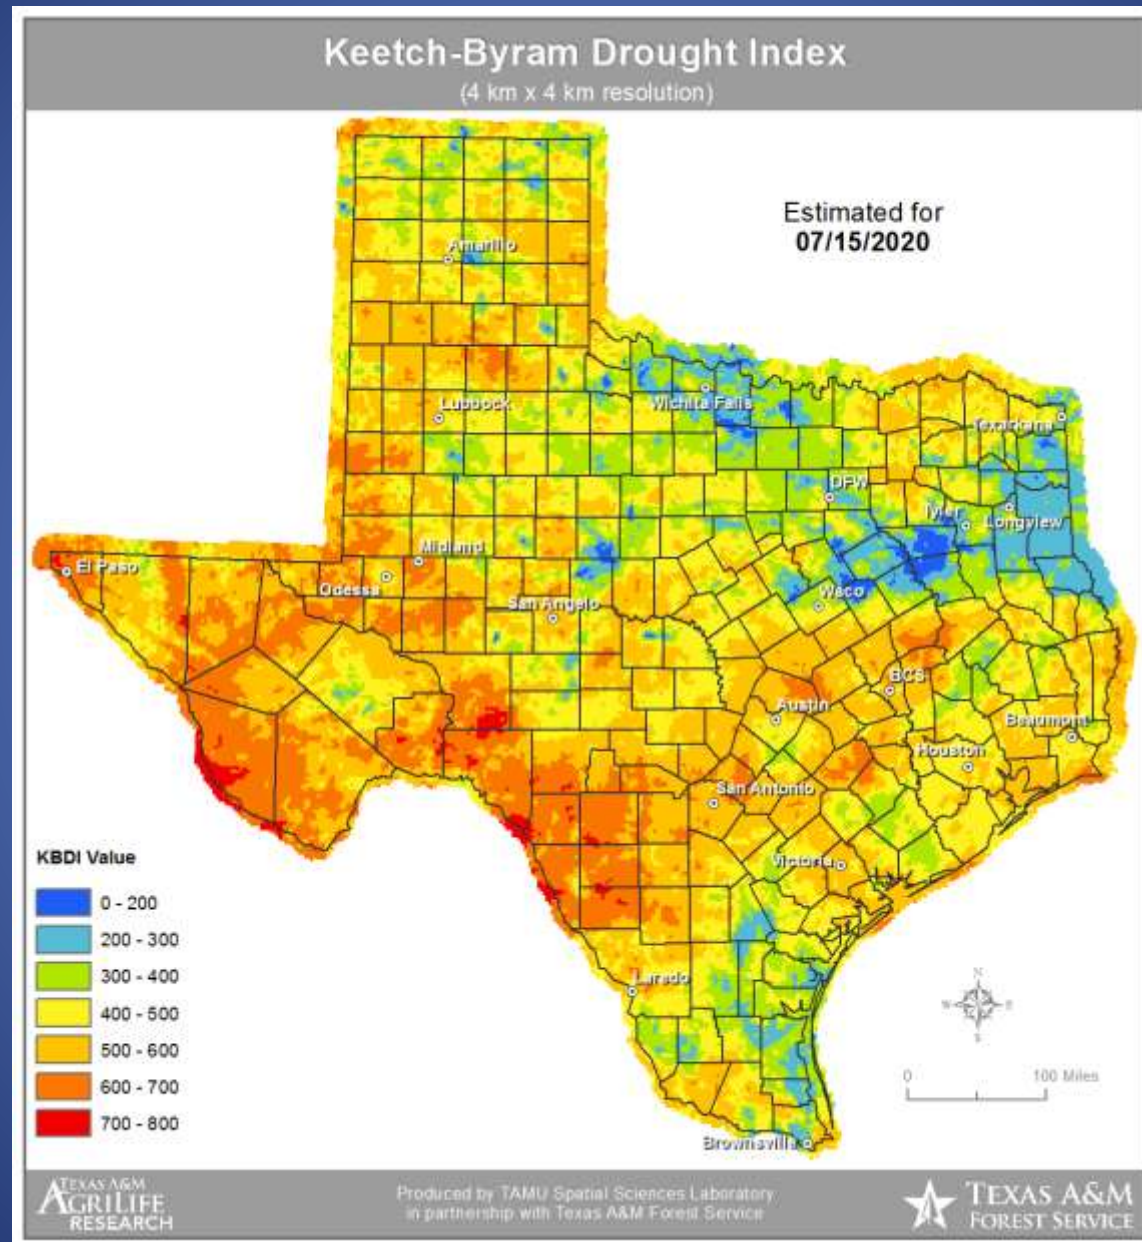 Keetch-Byram Drought Index
(4 km x 4 km resolution)
Estimated for
07/15/2020
Amarillo
Lubbock
Wichita Falls
Texarkana
DFW
Tyler
Longview
El Paso
Midland
Odessa
San Angelo
Waco
BCS
Austin
Beaumont
Houston
San Antonio
Victoria
Laredo
Brownsville
KBDI Value
0 - 200
200 - 300
300 - 400
400 - 500
500 - 600
600 - 700
700 - 800
N
W
E
S
0
100 Miles
TEXAS A&M
AGRILIFE
RESEARCH
Produced by TAMU Spatial Sciences Laboratory
in partnership with Texas A&M Forest Service
TEXAS A&M
FOREST SERVICE